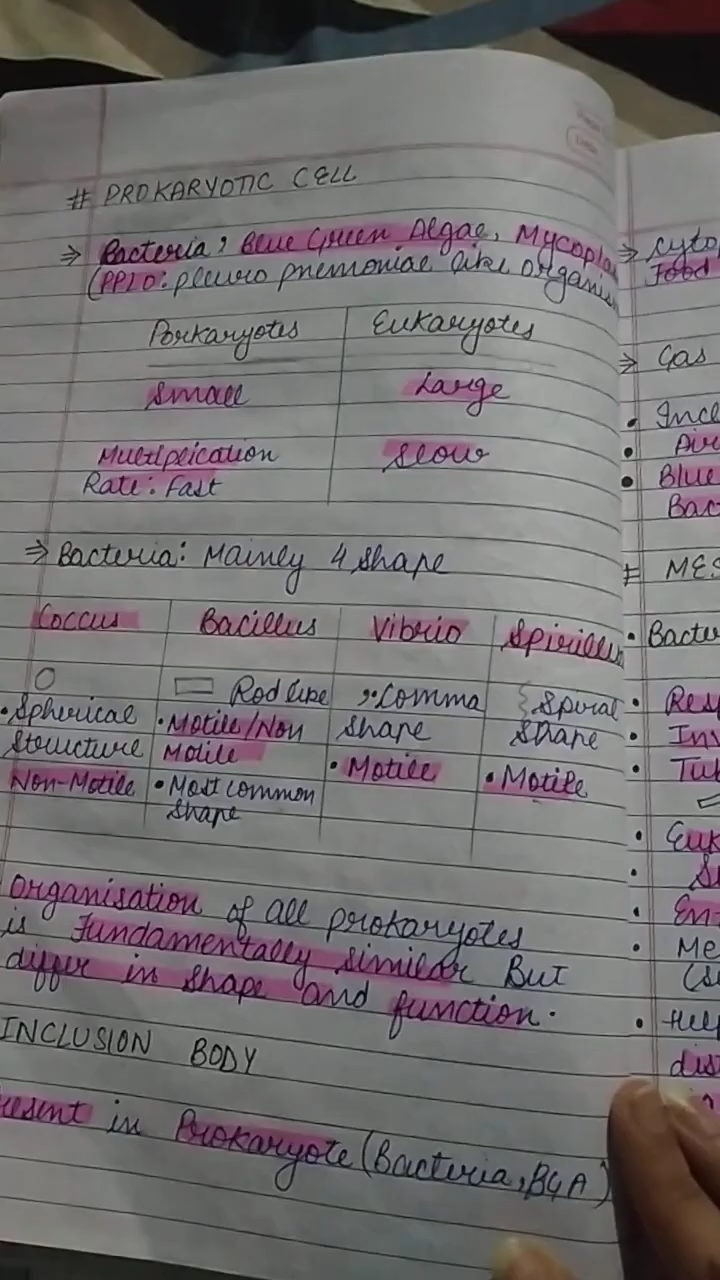 # PROKARYOTIC CELL
⇒ Bacteria, Blue Green Algae, Mycopla
(PPLO: pleuro pnemoniae like organis
Porkaryotes | Eukaryotes
Small | Large
Multiplication | Slow
Rate: Fast
⇒ Bacteria: Mainly 4 shape
Coccus | Bacillus | Vibrio | Spirillum
Rod like | Comma | Spiral
• Spherical | • Motile/Non | shape | shape
structure | Motile | • Motile | • Motile
Non-Motile | • Most common
shape
Organisation of all prokaryotes
is fundamentally similar But
differ in shape and function.
INCLUSION BODY
resent in Prokaryote (Bacteria, BGA)
⇒ Cytop
Food
⇒ Gas
• Incl
• Air
• Blue
Bac
# MES
• Bacte
• Res
• Inv
• Tub
• Euk
• En
• Me
• Help
dis